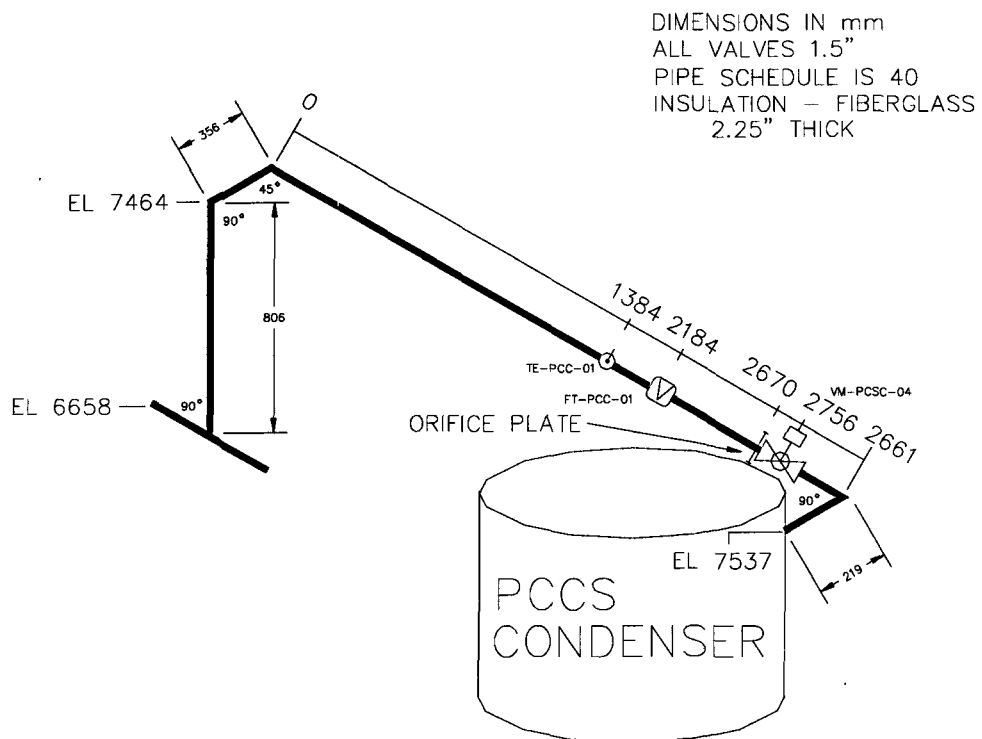 DIMENSIONS IN mm
ALL VALVES 1.5"
PIPE SCHEDULE IS 40
INSULATION – FIBERGLASS
2.25" THICK
0
356
EL 7464
45°
90°
806
1384
2184
2670
2756
2661
VM-PCSC-04
TE-PCC-01
FT-PCC-01
V
EL 6658
90°
ORIFICE PLATE
90°
EL 7537
219
PCCS
CONDENSER